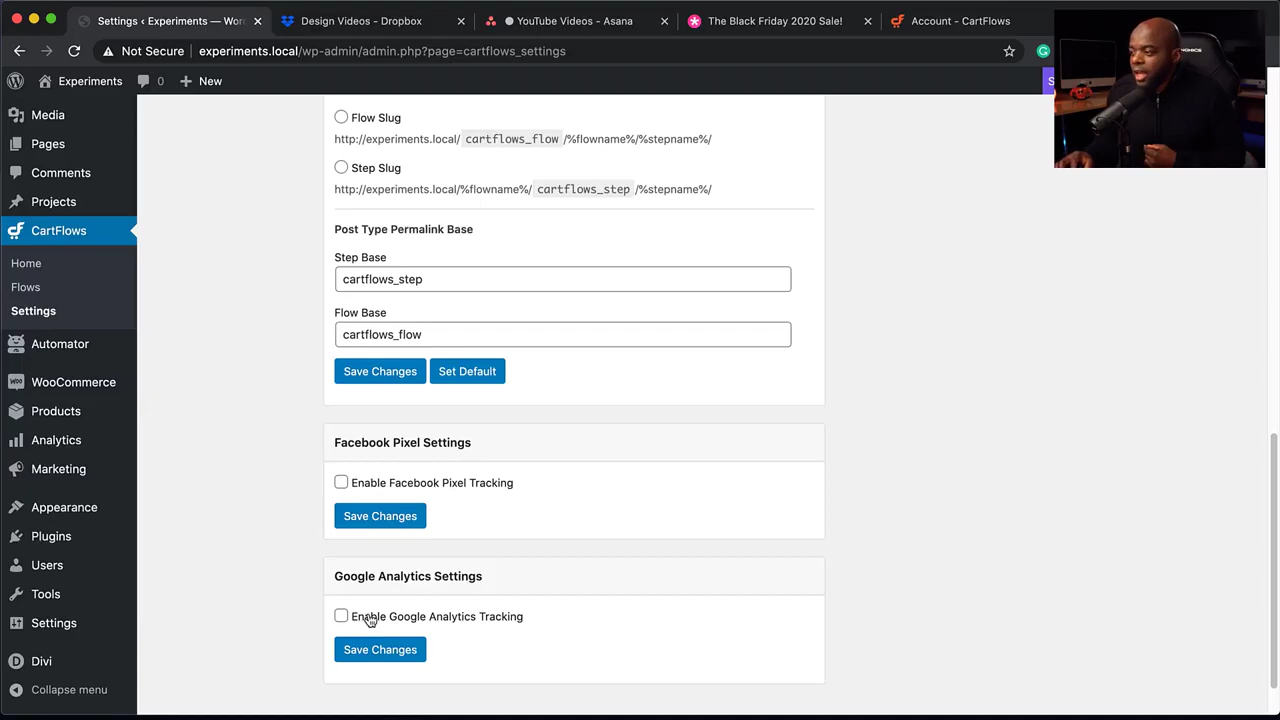 Settings ‹ Experiments — Wor
Design Videos - Dropbox
YouTube Videos - Asana
The Black Friday 2020 Sale!
Account - CartFlows
Not Secure
experiments.local/wp-admin/admin.php?page=cartflows_settings
Experiments
0
New
Media
Pages
Comments
Projects
CartFlows
Home
Flows
Settings
Automator
WooCommerce
Products
Analytics
Marketing
Appearance
Plugins
Users
Tools
Settings
Divi
Collapse menu
Flow Slug
http://experiments.local/ cartflows_flow /%flowname%/%stepname%/
Step Slug
http://experiments.local/%flowname%/ cartflows_step /%stepname%/
Post Type Permalink Base
Step Base
cartflows_step
Flow Base
cartflows_flow
Save Changes Set Default
Facebook Pixel Settings
Enable Facebook Pixel Tracking
Save Changes
Google Analytics Settings
Enable Google Analytics Tracking
Save Changes